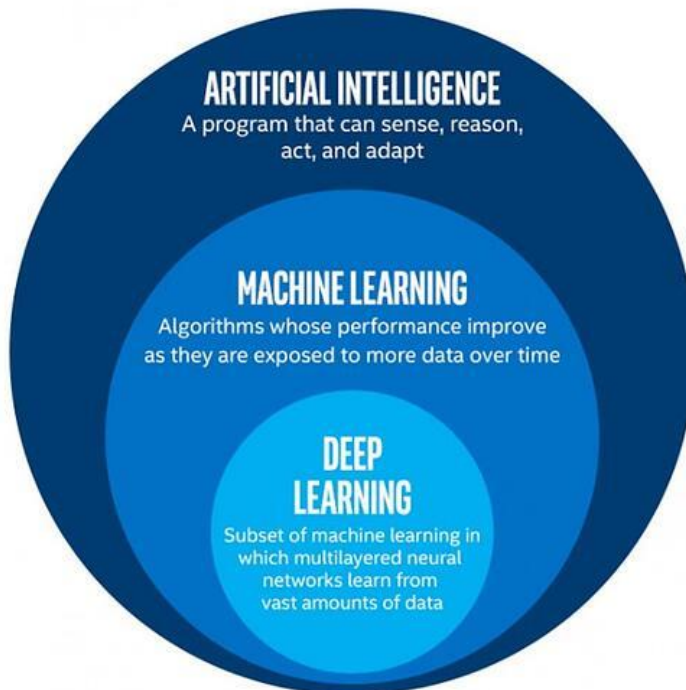 ARTIFICIAL INTELLIGENCE
A program that can sense, reason,
act, and adapt
MACHINE LEARNING
Algorithms whose performance improve
as they are exposed to more data over time
DEEP
LEARNING
Subset of machine learning in
which multilayered neural
networks learn from
vast amounts of data